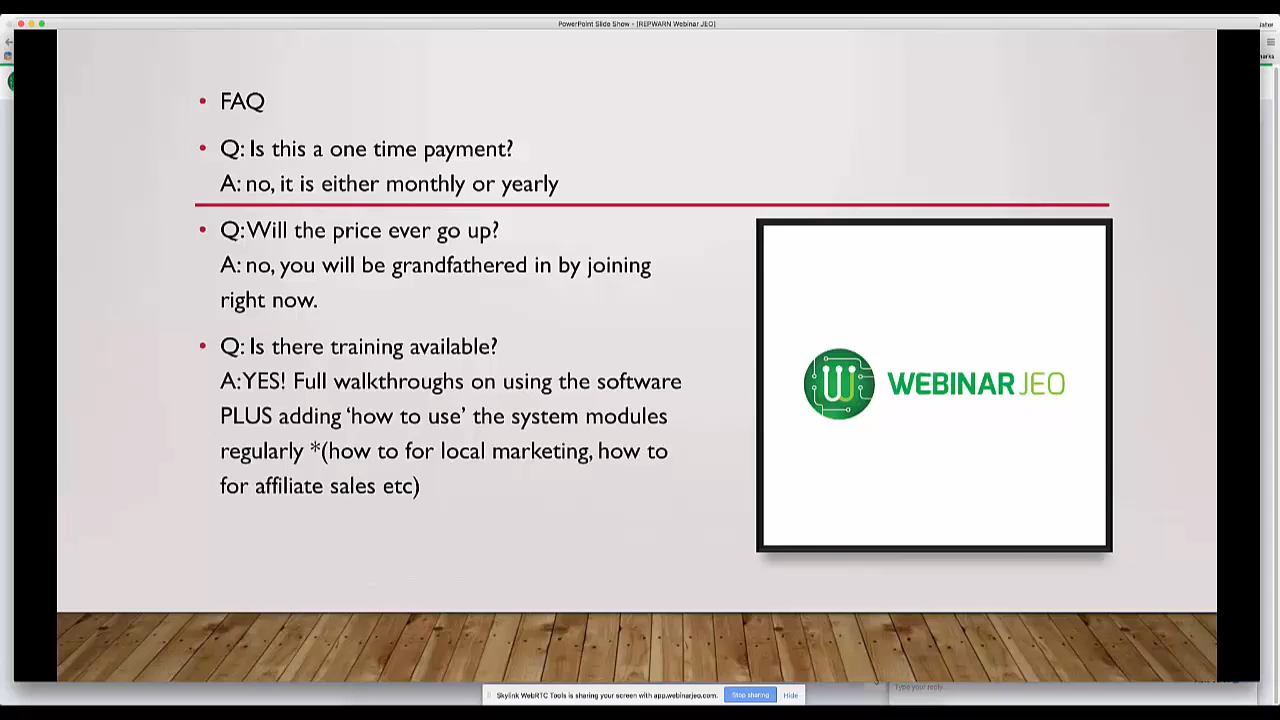 PowerPoint Slide Show - [REPWARN Webinar JEO]
FAQ
Q: Is this a one time payment?
A: no, it is either monthly or yearly
Q: Will the price ever go up?
A: no, you will be grandfathered in by joining
right now.
Q: Is there training available?
A: YES! Full walkthroughs on using the software
PLUS adding ‘how to use’ the system modules
regularly *(how to for local marketing, how to
for affiliate sales etc)
WEBINAR JEO
Skylink WebRTC Tools is sharing your screen with app.webinarjeo.com.
Stop sharing
Hide
Type your reply...